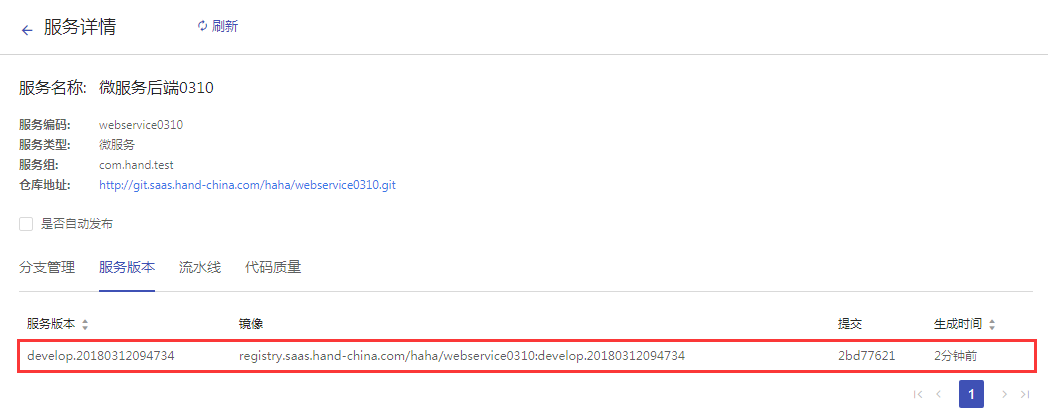 服务详情 刷新
服务名称: 微服务后端0310
服务编码: webservice0310
服务类型: 微服务
服务组: com.hand.test
仓库地址: http://git.saas.hand-china.com/haha/webservice0310.git
是否自动发布
分支管理 服务版本 流水线 代码质量
服务版本 镜像 提交 生成时间
develop.20180312094734 registry.saas.hand-china.com/haha/webservice0310:develop.20180312094734 2bd77621 2分钟前
1